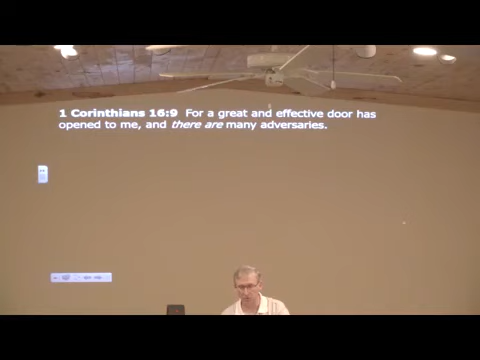 1 Corinthians 16:9 For a great and effective door has
opened to me, and there are many adversaries.